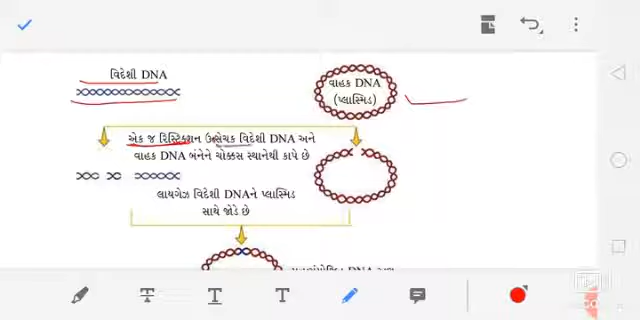 વિદેશી DNA
વાહક DNA
(પ્લાસ્મિડ)
એક જ રિસ્ટ્રિક્શન ઉત્સેચક વિદેશી DNA અને
વાહક DNA બંનેને ચોક્કસ સ્થાનેથી કાપે છે
લાયગેઝ વિદેશી DNAને પ્લાસ્મિડ
સાથે જોડે છે